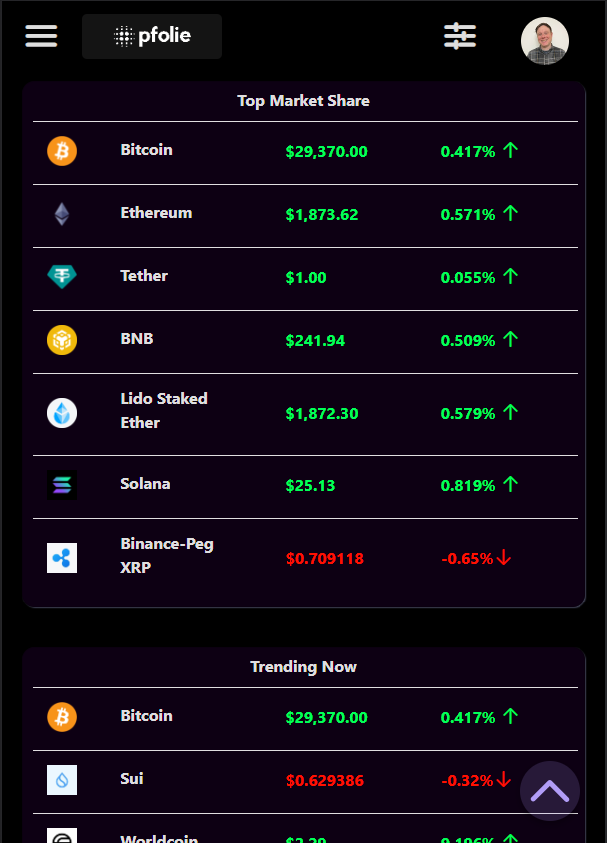 pfolie
Top Market Share
Bitcoin $29,370.00 0.417% ↑
Ethereum $1,873.62 0.571% ↑
Tether $1.00 0.055% ↑
BNB $241.94 0.509% ↑
Lido Staked
Ether $1,872.30 0.579% ↑
Solana $25.13 0.819% ↑
Binance-Peg
XRP $0.709118 -0.65% ↓
Trending Now
Bitcoin $29,370.00 0.417% ↑
Sui $0.629386 -0.32% ↓
Worldcoin $2.29 9.196% ↑